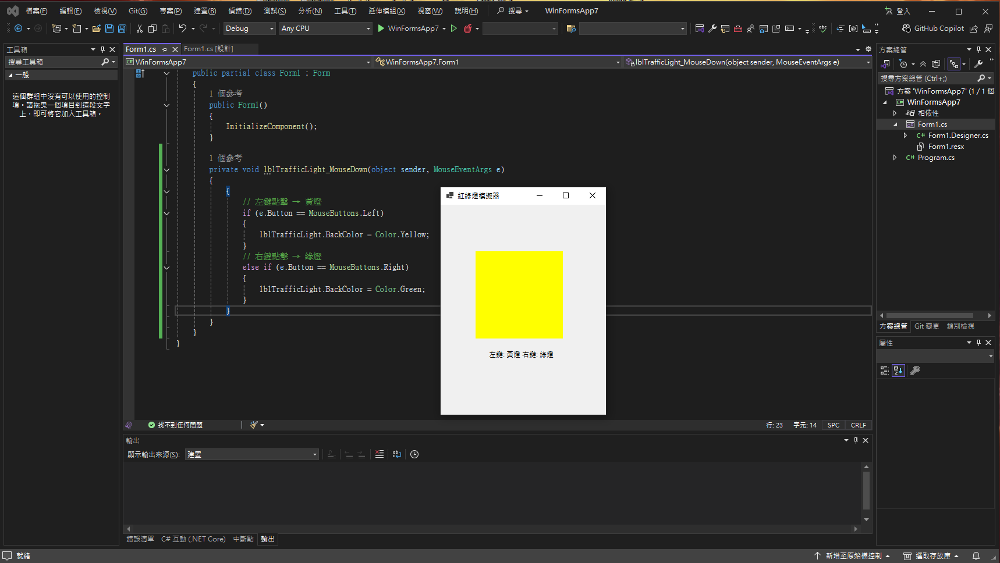 檔案(F) 編輯(E) 檢視(V) Git(G) 專案(P) 建置(B) 偵錯(D) 測試(S) 分析(N) 工具(T) 延伸模組(X) 視窗(W) 說明(H) 搜尋 WinFormsApp7 登入
Debug Any CPU WinFormsApp7 GitHub Copilot
工具箱
搜尋工具箱
一般
這個群組中沒有可以使用的控制
項。請拖曳一個項目到這段文字
上，即可將它加入工具箱。
Form1.cs Form1.cs [設計]
WinFormsApp7 WinFormsApp7.Form1 lblTrafficLight_MouseDown(object sender, MouseEventArgs e)
public partial class Form1 : Form
{
1 個參考
public Form1()
{
InitializeComponent();
}
1 個參考
private void lblTrafficLight_MouseDown(object sender, MouseEventArgs e)
{
{
// 左鍵點擊 → 黃燈
if (e.Button == MouseButtons.Left)
{
lblTrafficLight.BackColor = Color.Yellow;
}
// 右鍵點擊 → 綠燈
else if (e.Button == MouseButtons.Right)
{
lblTrafficLight.BackColor = Color.Green;
}
}
}
}
}
紅綠燈模擬器
左鍵: 黃燈 右鍵: 綠燈
找不到任何問題 行: 23 字元: 14 SPC CRLF
輸出
顯示輸出來源(S): 建置
錯誤清單 C# 互動 (.NET Core) 中斷點 輸出
方案總管
搜尋方案總管 (Ctrl+;)
方案 'WinFormsApp7' (1 / 1 個
WinFormsApp7
相依性
Form1.cs
C# Form1.Designer.cs
Form1.resx
C# Program.cs
方案總管 Git 變更 類別檢視
屬性
就緒 新增至原始檔控制 選取存放庫